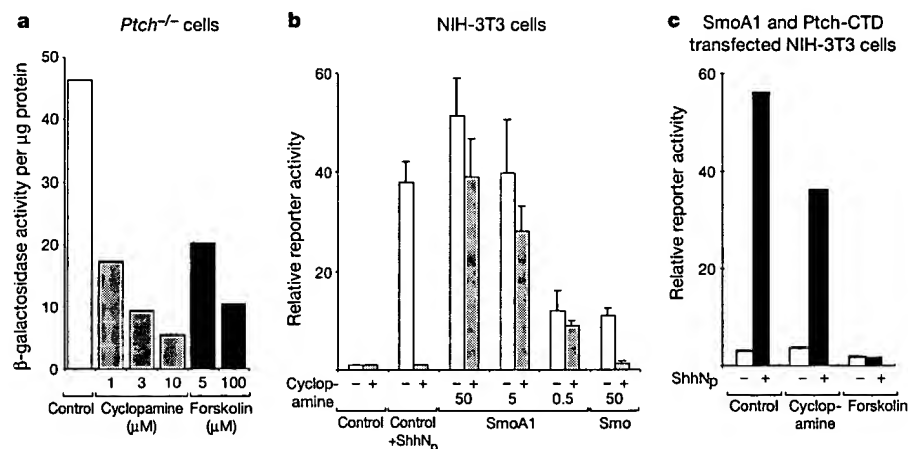 a
Ptch–/– cells
β-galactosidase activity per µg protein
50
40
30
20
10
0
1 3 10 5 100
Control Cyclopamine (µM) Forskolin (µM)
b
NIH-3T3 cells
Relative reporter activity
60
40
20
Cyclop-amine – + – + – + – + – + – +
50 5 0.5 50
Control Control +ShhNp SmoA1 Smo
c
SmoA1 and Ptch-CTD
transfected NIH-3T3 cells
Relative reporter activity
60
40
20
0
ShhNp – + – + – +
Control Cyclop-amine Forskolin